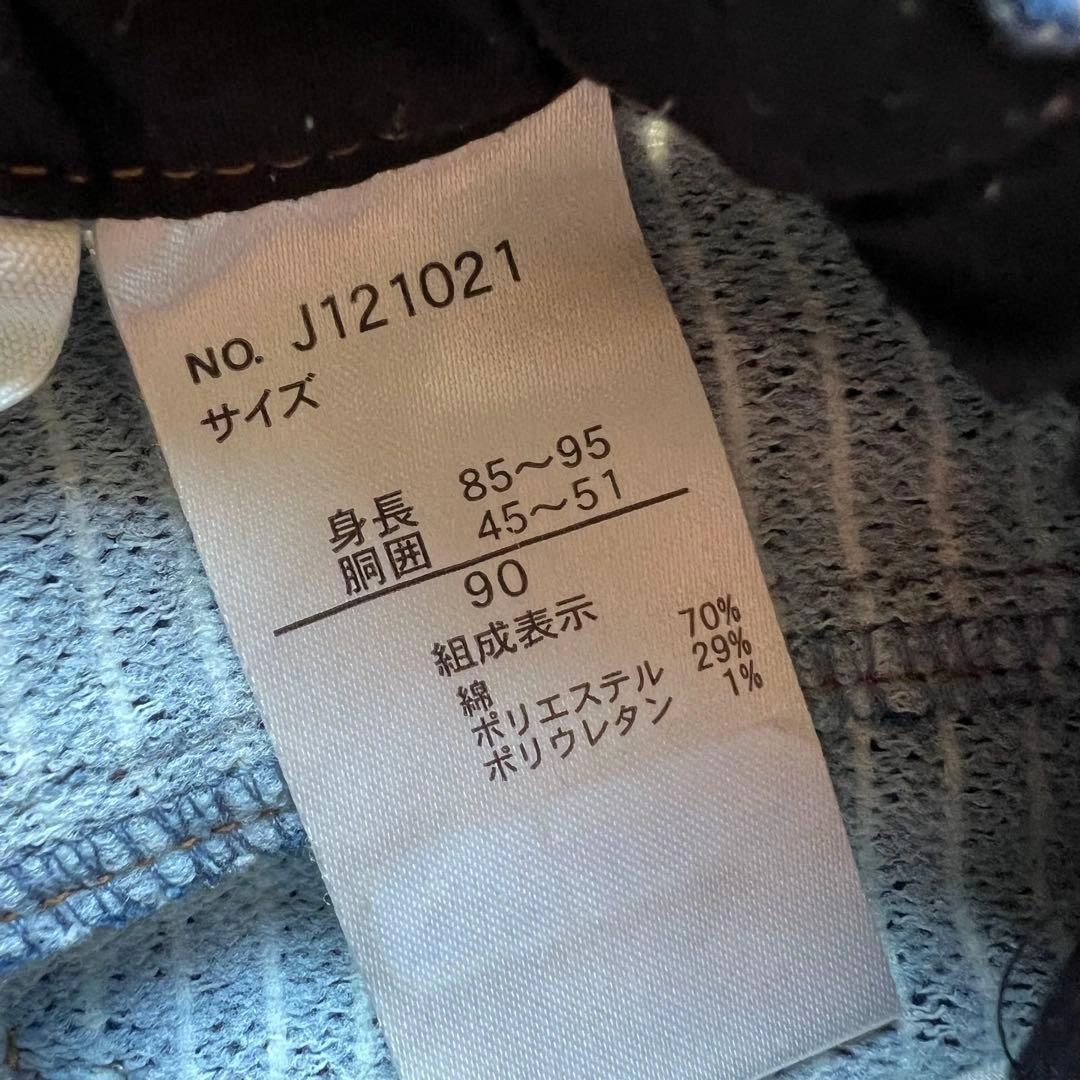 NO. J121021
サイズ
身長 85～95
胴囲 45～51
90
組成表示
綿 70%
ポリエステル 29%
ポリウレタン 1%